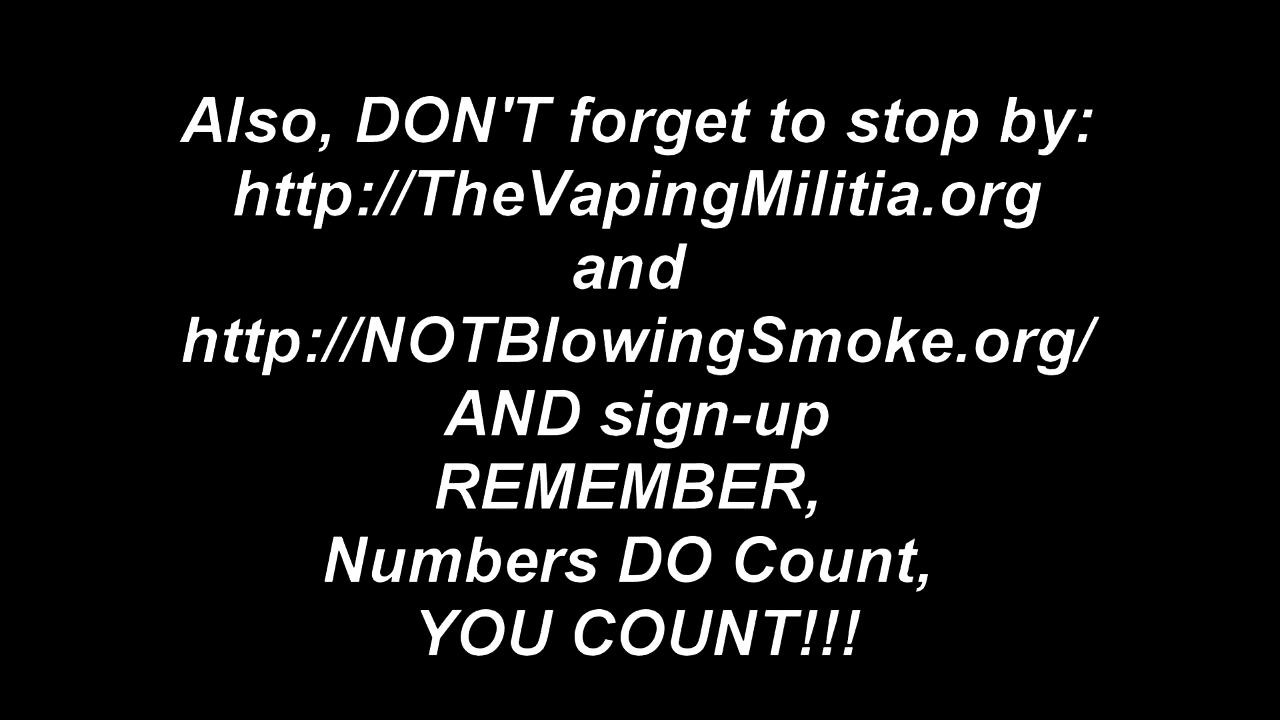 Also, DON'T forget to stop by:
http://TheVapingMilitia.org
and
http://NOTBlowingSmoke.org/
AND sign-up
REMEMBER,
Numbers DO Count,
YOU COUNT!!!